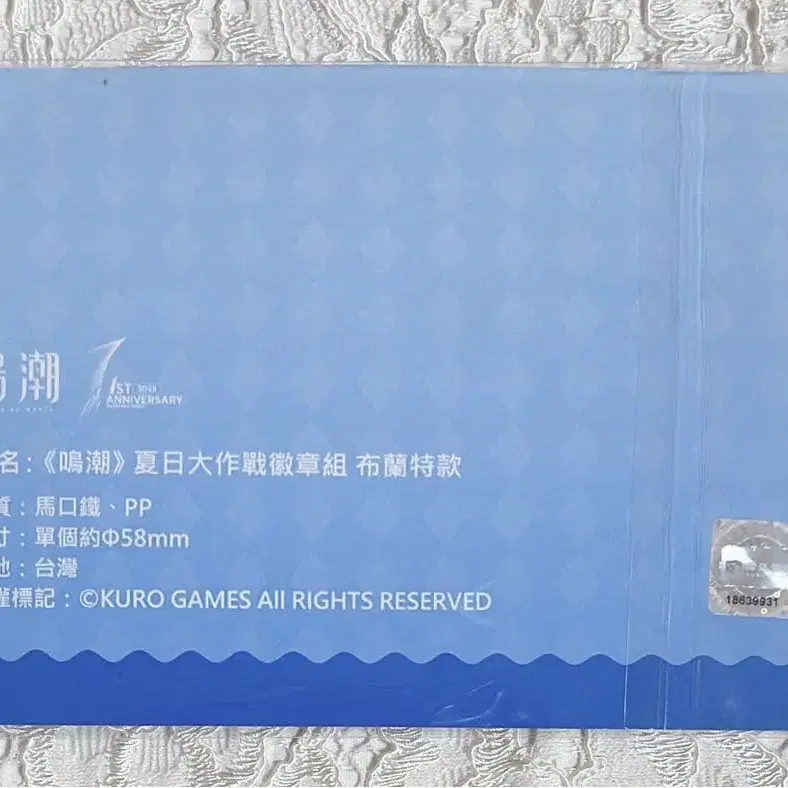 鳴潮
1ST 2025
ANNIVERSARY
名：《鳴潮》夏日大作戰徽章組 布蘭特款
質：馬口鐵、PP
寸：單個約Φ58mm
地：台灣
權標記：©KURO GAMES All RIGHTS RESERVED
18639931